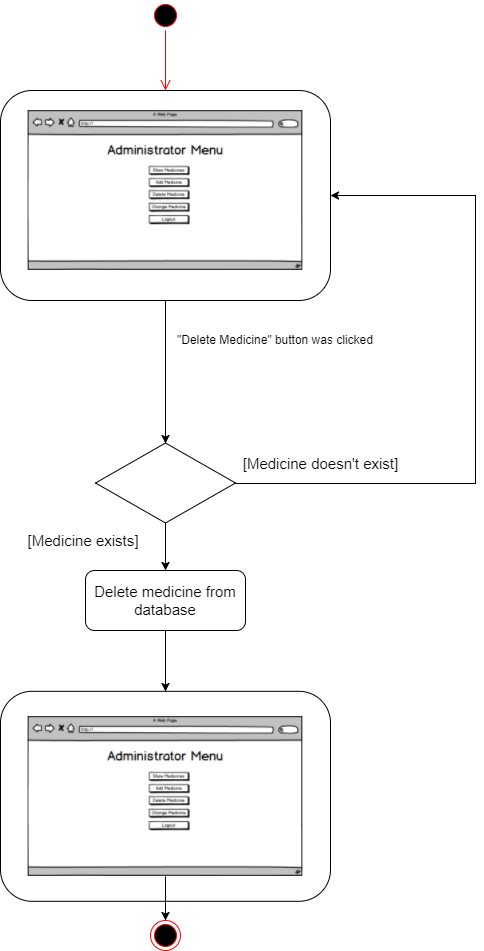 A Web Page
http://
Administrator Menu
Show Medicines
Add Medicine
Delete Medicine
Change Medicine
Logout
"Delete Medicine" button was clicked
[Medicine doesn't exist]
[Medicine exists]
Delete medicine from
database
A Web Page
http://
Administrator Menu
Show Medicines
Add Medicine
Delete Medicine
Change Medicine
Logout